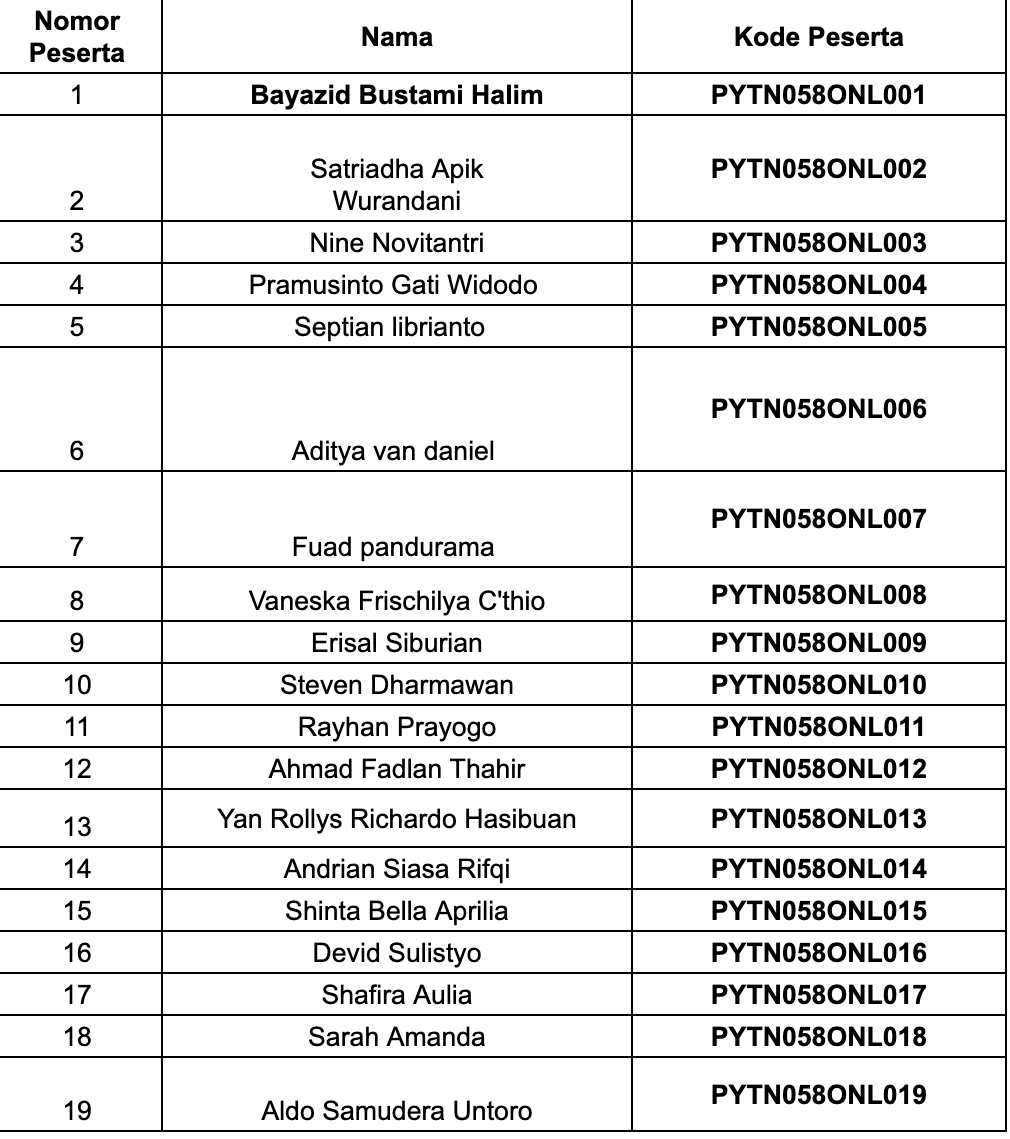 Nomor Peserta Nama Kode Peserta
1 Bayazid Bustami Halim PYTN058ONL001
2 Satriadha Apik Wurandani PYTN058ONL002
3 Nine Novitantri PYTN058ONL003
4 Pramusinto Gati Widodo PYTN058ONL004
5 Septian librianto PYTN058ONL005
6 Aditya van daniel PYTN058ONL006
7 Fuad pandurama PYTN058ONL007
8 Vaneska Frischilya C'thio PYTN058ONL008
9 Erisal Siburian PYTN058ONL009
10 Steven Dharmawan PYTN058ONL010
11 Rayhan Prayogo PYTN058ONL011
12 Ahmad Fadlan Thahir PYTN058ONL012
13 Yan Rollys Richardo Hasibuan PYTN058ONL013
14 Andrian Siasa Rifqi PYTN058ONL014
15 Shinta Bella Aprilia PYTN058ONL015
16 Devid Sulistyo PYTN058ONL016
17 Shafira Aulia PYTN058ONL017
18 Sarah Amanda PYTN058ONL018
19 Aldo Samudera Untoro PYTN058ONL019